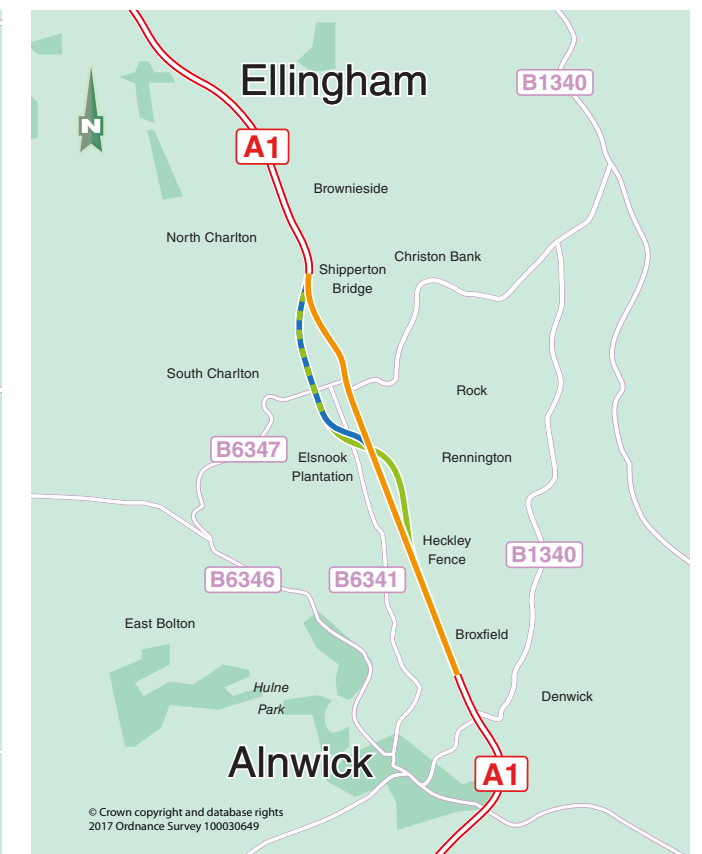 Ellingham
B1340
N
A1
Brownieside
North Charlton
Christon Bank
Shipperton
Bridge
South Charlton
Rock
B6347
Elsnook
Plantation
Rennington
Heckley
Fence
B1340
B6346
B6341
East Bolton
Broxfield
Hulne
Park
Denwick
Alnwick
A1
© Crown copyright and database rights
2017 Ordnance Survey 100030649